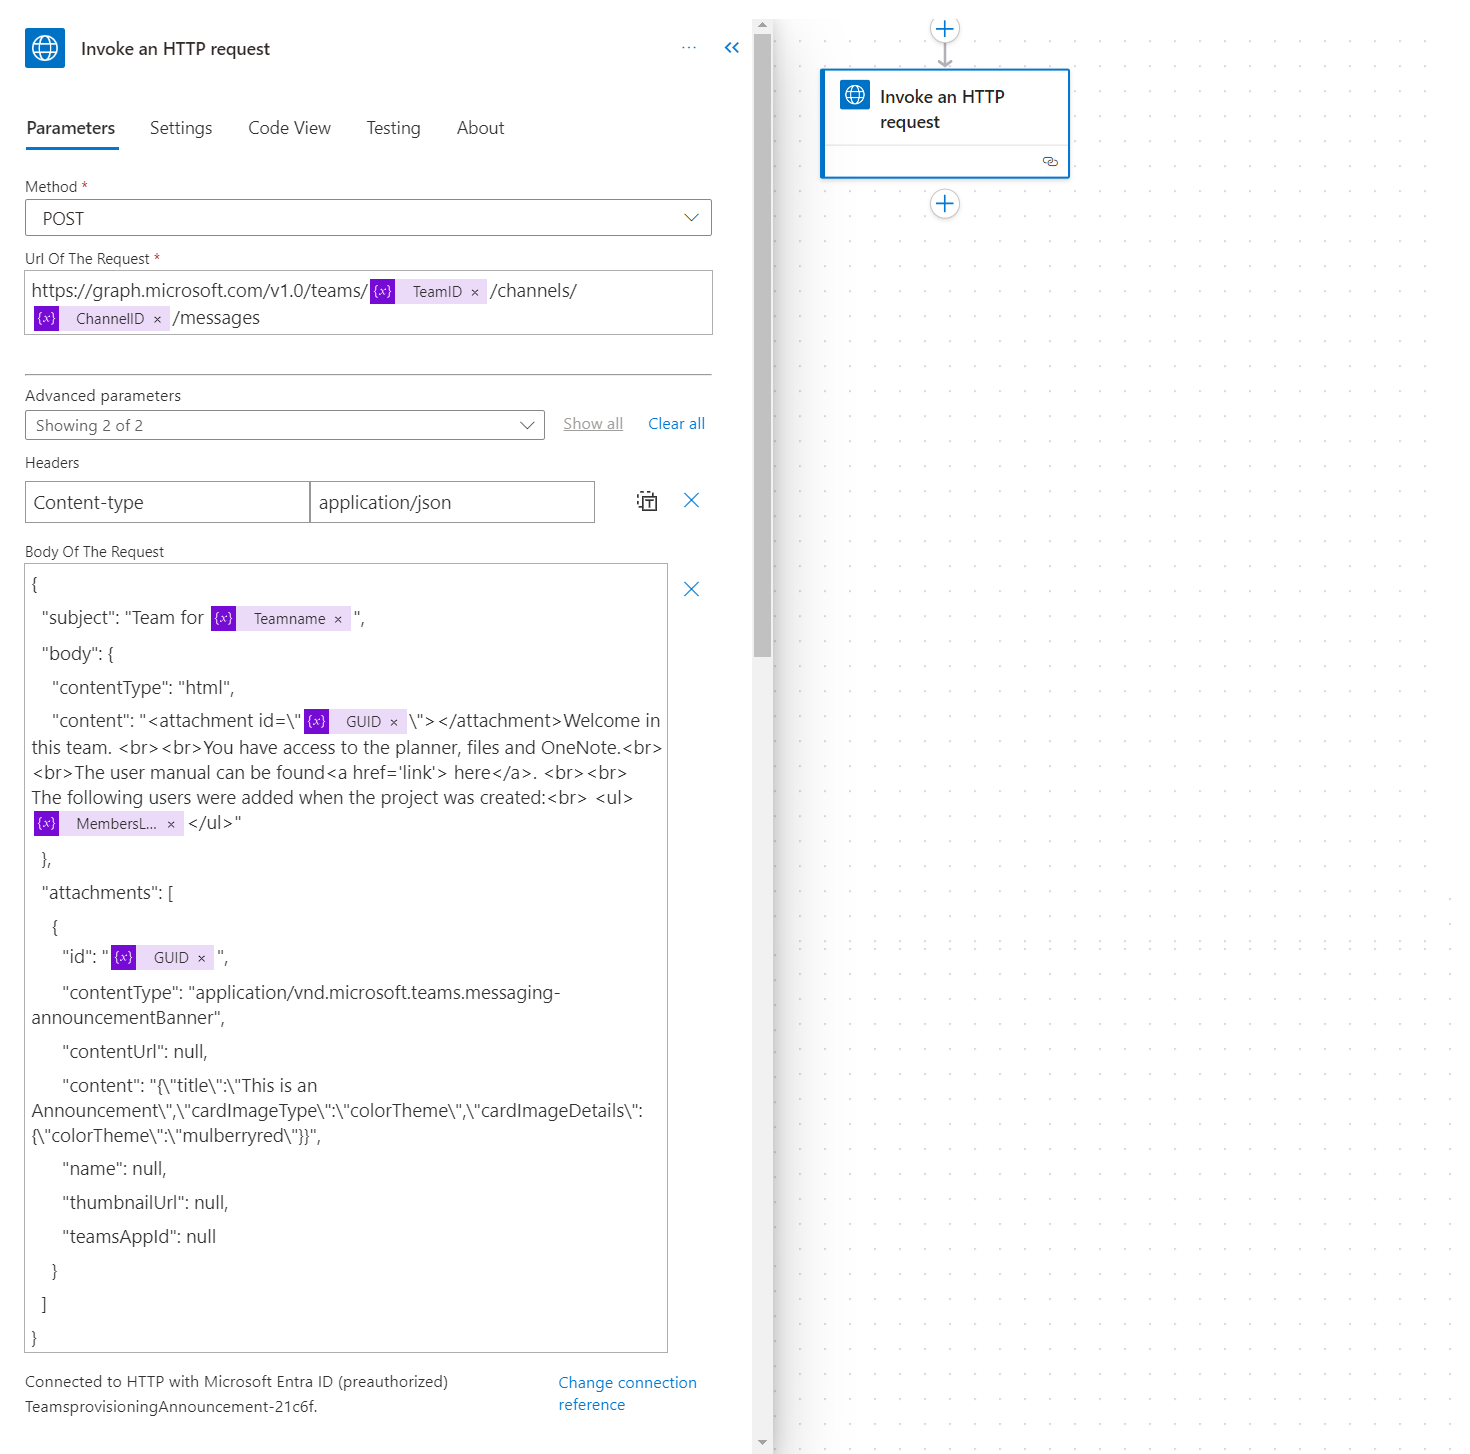 Invoke an HTTP request
Parameters Settings Code View Testing About
Method *
POST
Url Of The Request *
https://graph.microsoft.com/v1.0/teams/ {x} TeamID × /channels/
{x} ChannelID × /messages
Advanced parameters
Showing 2 of 2 Show all Clear all
Headers
Content-type application/json
Body Of The Request
{
"subject": "Team for {x} Teamname × ",
"body": {
"contentType": "html",
"content": "<attachment id=\" {x} GUID × \"></attachment>Welcome in
this team. <br><br>You have access to the planner, files and OneNote.<br>
<br>The user manual can be found<a href='link'> here</a>. <br><br>
The following users were added when the project was created:<br> <ul>
{x} MembersL... × </ul>"
},
"attachments": [
{
"id": " {x} GUID × ",
"contentType": "application/vnd.microsoft.teams.messaging-
announcementBanner",
"contentUrl": null,
"content": "{\"title\":\"This is an
Announcement\",\"cardImageType\":\"colorTheme\",\"cardImageDetails\":
{\"colorTheme\":\"mulberryred\"}}",
"name": null,
"thumbnailUrl": null,
"teamsAppId": null
}
]
}
Connected to HTTP with Microsoft Entra ID (preauthorized)
TeamsprovisioningAnnouncement-21c6f.
Change connection
reference
Invoke an HTTP
request